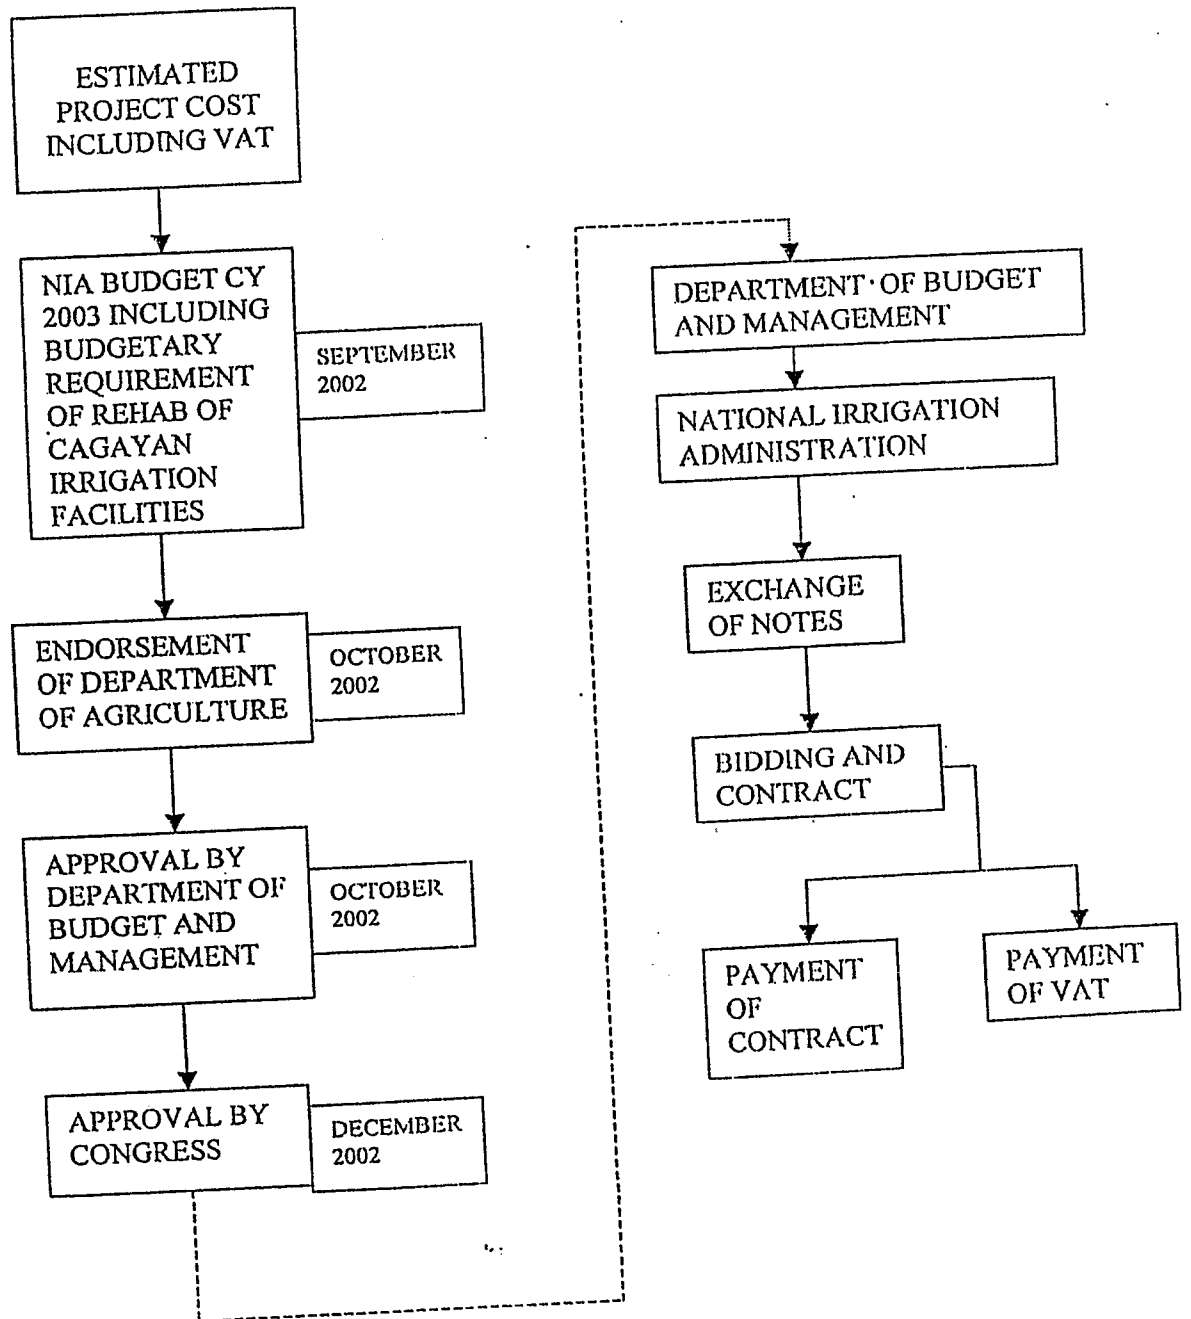 ESTIMATED
PROJECT COST
INCLUDING VAT
NIA BUDGET CY
2003 INCLUDING
BUDGETARY
REQUIREMENT
OF REHAB OF
CAGAYAN
IRRIGATION
FACILITIES
SEPTEMBER
2002
ENDORSEMENT
OF DEPARTMENT
OF AGRICULTURE
OCTOBER
2002
APPROVAL BY
DEPARTMENT OF
BUDGET AND
MANAGEMENT
OCTOBER
2002
APPROVAL BY
CONGRESS
DECEMBER
2002
DEPARTMENT OF BUDGET
AND MANAGEMENT
NATIONAL IRRIGATION
ADMINISTRATION
EXCHANGE
OF NOTES
BIDDING AND
CONTRACT
PAYMENT
OF
CONTRACT
PAYMENT
OF VAT